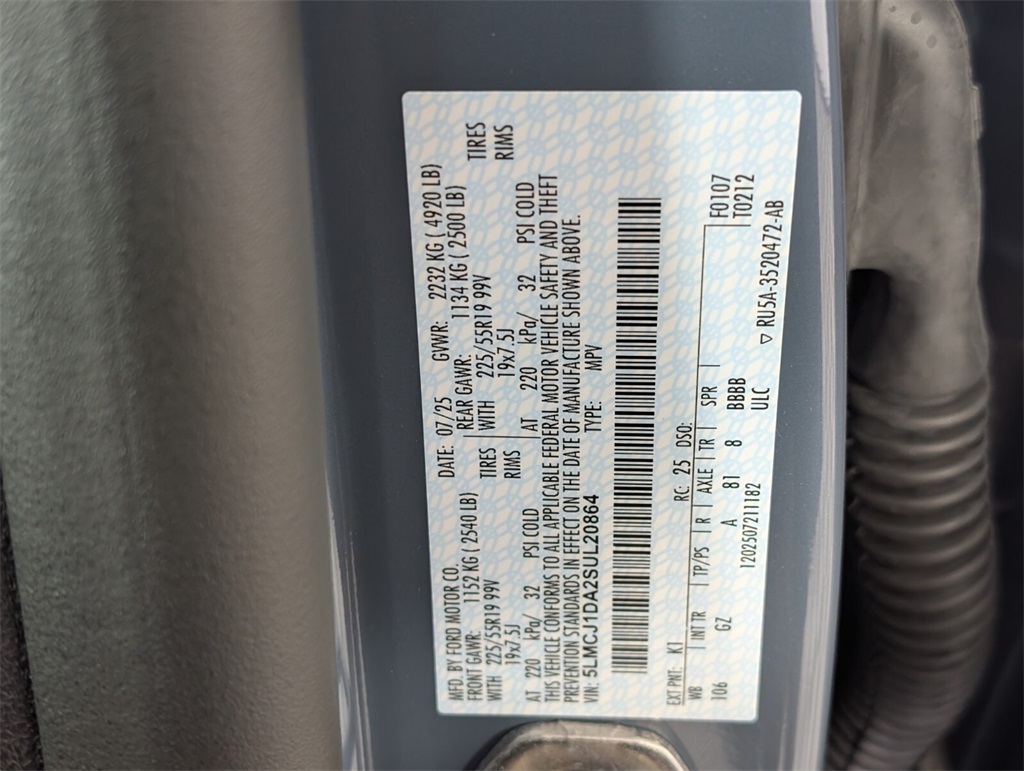 MFD. BY FORD MOTOR CO.
DATE: 07/25 GVWR: 2232 KG ( 4920 LB)
FRONT GAWR: 1152 KG ( 2540 LB) REAR GAWR: 1134 KG ( 2500 LB)
WITH 225/55R19 99V TIRES WITH 225/55R19 99V TIRES
19x7.5J RIMS 19x7.5J RIMS
AT 220 kPa/ 32 PSI COLD AT 220 kPa/ 32 PSI COLD
THIS VEHICLE CONFORMS TO ALL APPLICABLE FEDERAL MOTOR VEHICLE SAFETY AND THEFT
PREVENTION STANDARDS IN EFFECT ON THE DATE OF MANUFACTURE SHOWN ABOVE.
VIN: 5LMCJ1DA2SUL20864 TYPE: MPV
EXT PNT: K1 RC: 25 DSO: F0107
WB INT TR TP/PS R AXLE TR SPR T0212
106 GZ A 81 8 BBBB
1202507211182 ULC
▽ RU5A-3520472-AB